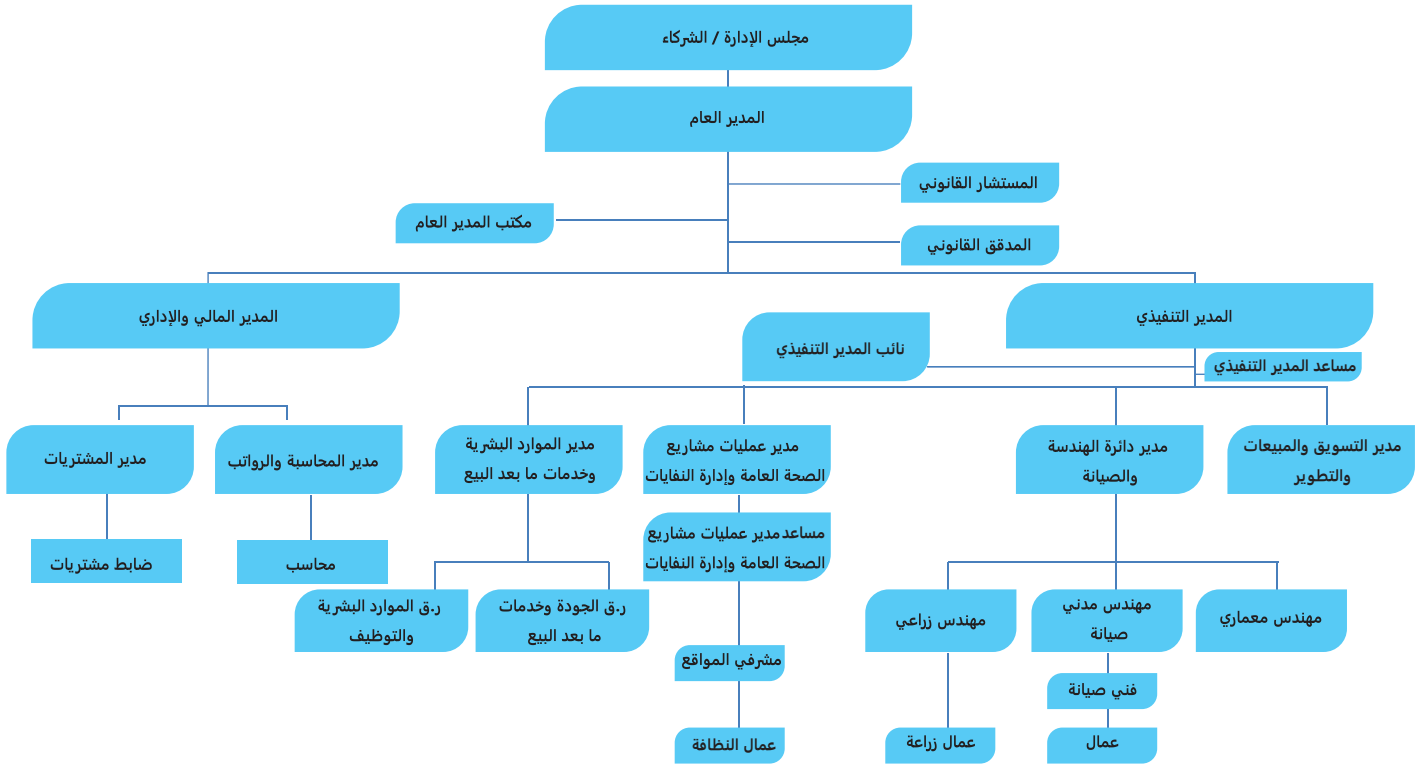 مجلس الإدارة / الشركاء
المدير العام
المستشار القانوني
مكتب المدير العام
المدقق القانوني
المدير التنفيذي
المدير المالي والإداري
نائب المدير التنفيذي
مساعد المدير التنفيذي
مدير التسويق والمبيعات
والتطوير
مدير دائرة الهندسة
والصيانة
مدير عمليات مشاريع
الصحة العامة وإدارة النفايات
مدير الموارد البشرية
وخدمات ما بعد البيع
مدير المحاسبة والرواتب
مدير المشتريات
مساعد مدير عمليات مشاريع
الصحة العامة وإدارة النفايات
محاسب
ضابط مشتريات
مهندس معماري
مهندس مدني
صيانة
مهندس زراعي
ر.ق الجودة وخدمات
ما بعد البيع
ر.ق الموارد البشرية
والتوظيف
مشرفي المواقع
فني صيانة
عمال
عمال زراعة
عمال النظافة